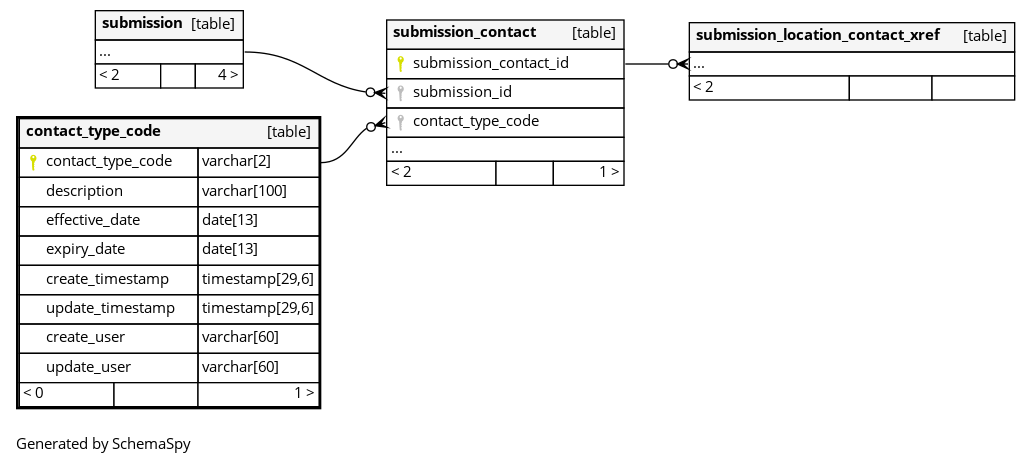 submission [table]
...
< 2 4 >
submission_contact [table]
submission_contact_id
submission_id
contact_type_code
...
< 2 1 >
submission_location_contact_xref [table]
...
< 2
contact_type_code [table]
contact_type_code varchar[2]
description varchar[100]
effective_date date[13]
expiry_date date[13]
create_timestamp timestamp[29,6]
update_timestamp timestamp[29,6]
create_user varchar[60]
update_user varchar[60]
< 0 1 >
Generated by SchemaSpy